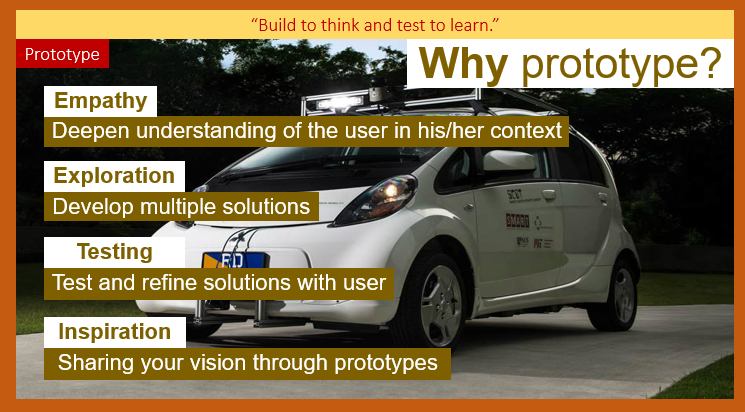 “Build to think and test to learn.”
Prototype
Why prototype?
Empathy
Deepen understanding of the user in his/her context
Exploration
Develop multiple solutions
Testing
Test and refine solutions with user
Inspiration
Sharing your vision through prototypes